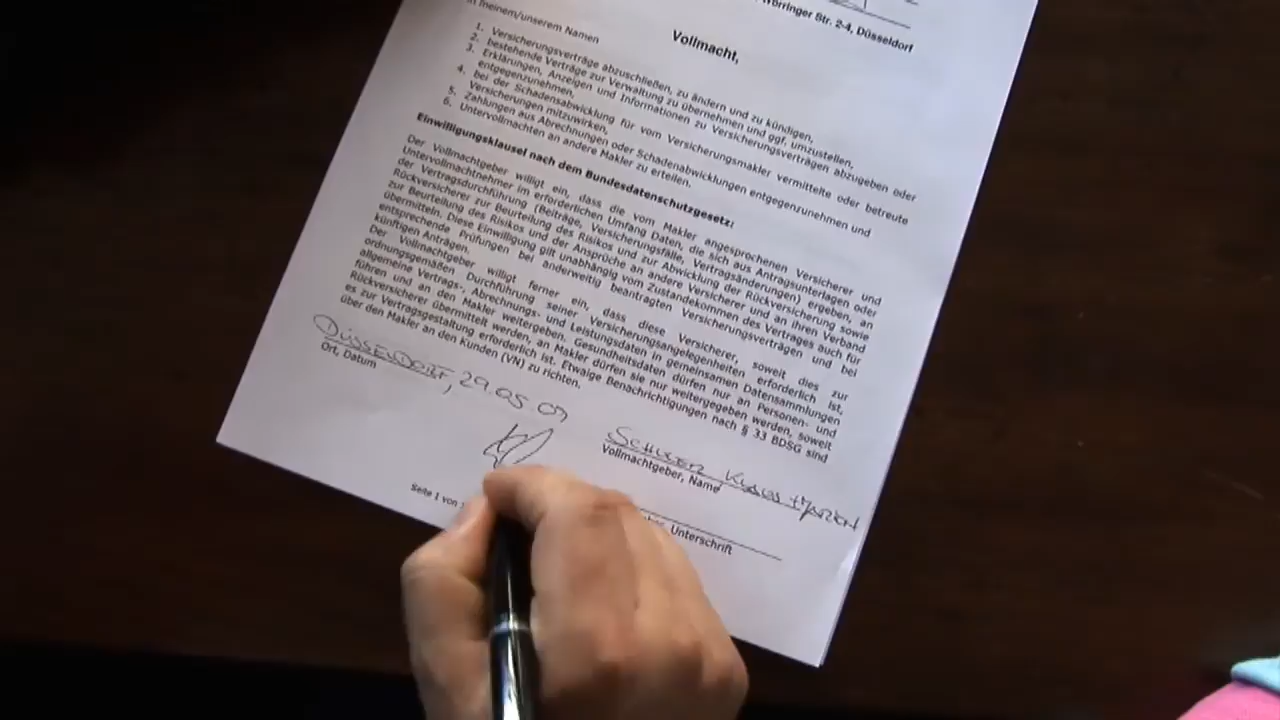 Wörringer Str. 2-4, Düsseldorf
in meinem/unserem Namen
Vollmacht,
1. Versicherungsverträge abzuschließen, zu ändern und zu kündigen,
2. bestehende Verträge zur Verwaltung zu übernehmen und ggf. umzustellen,
3. Erklärungen, Anzeigen und Informationen zu Versicherungsverträgen abzugeben oder
entgegenzunehmen,
4. bei der Schadensabwicklung für vom Versicherungsmakler vermittelte oder betreute
Versicherungen mitzuwirken,
5. Zahlungen aus Abrechnungen oder Schadenabwicklungen entgegenzunehmen und
6. Untervollmachten an andere Makler zu erteilen.
Einwilligungsklausel nach dem Bundesdatenschutzgesetz:
Der Vollmachtgeber willigt ein, dass die vom Makler angesprochenen Versicherer und
Untervollmachtnehmer im erforderlichen Umfang Daten, die sich aus Antragsunterlagen oder
der Vertragsdurchführung (Beiträge, Versicherungsfälle, Vertragsänderungen) ergeben, an
Rückversicherer zur Beurteilung des Risikos und zur Abwicklung der Rückversicherung sowie
zur Beurteilung des Risikos und der Ansprüche an andere Versicherer und an ihren Verband
übermitteln. Diese Einwilligung gilt unabhängig vom Zustandekommen des Vertrages auch für
entsprechende Prüfungen bei anderweitig beantragten Versicherungsverträgen und bei
künftigen Anträgen.
Der Vollmachtgeber willigt ferner ein, dass diese Versicherer, soweit dies zur
ordnungsgemäßen Durchführung seiner Versicherungsangelegenheiten erforderlich ist,
allgemeine Vertrags-, Abrechnungs- und Leistungsdaten in gemeinsamen Datensammlungen
führen und an den Makler weitergeben. Gesundheitsdaten dürfen nur an Personen- und
Rückversicherer übermittelt werden, an Makler dürfen sie nur weitergegeben werden, soweit
es zur Vertragsgestaltung erforderlich ist. Etwaige Benachrichtigungen nach § 33 BDSG sind
über den Makler an den Kunden (VN) zu richten.
DÜSSELDORF, 29.05 09
Ort, Datum
Vollmachtgeber, Name
Seite 1 von
Unterschrift